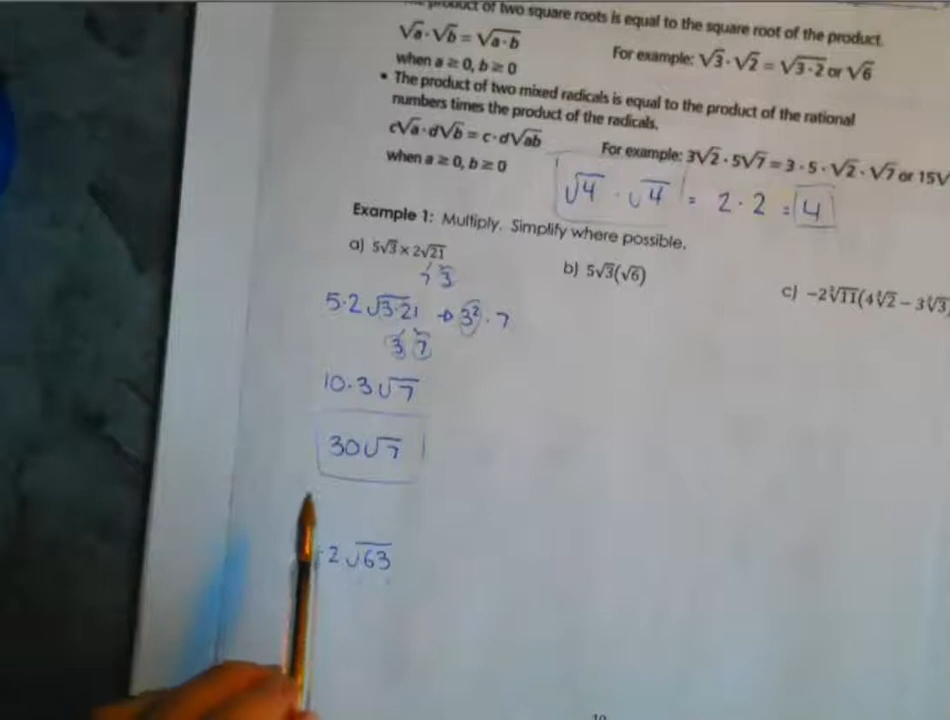 product of two square roots is equal to the square root of the product.
√a · √b = √a · b
For example: √3 · √2 = √3 · 2 or √6
when a ≥ 0, b ≥ 0
• The product of two mixed radicals is equal to the product of the rational
numbers times the product of the radicals.
c√a · d√b = c · d√ab
For example: 3√2 · 5√7 = 3 · 5 · √2 · √7 or 15√
when a ≥ 0, b ≥ 0
√4 · √4 = 2 · 2 = 4
Example 1: Multiply. Simplify where possible.
a) 5√3 × 2√21
b) 5√3(√6)
7 3
5·2√3·21 → 3² · 7
3 7
10·3√7
30√7
2√63